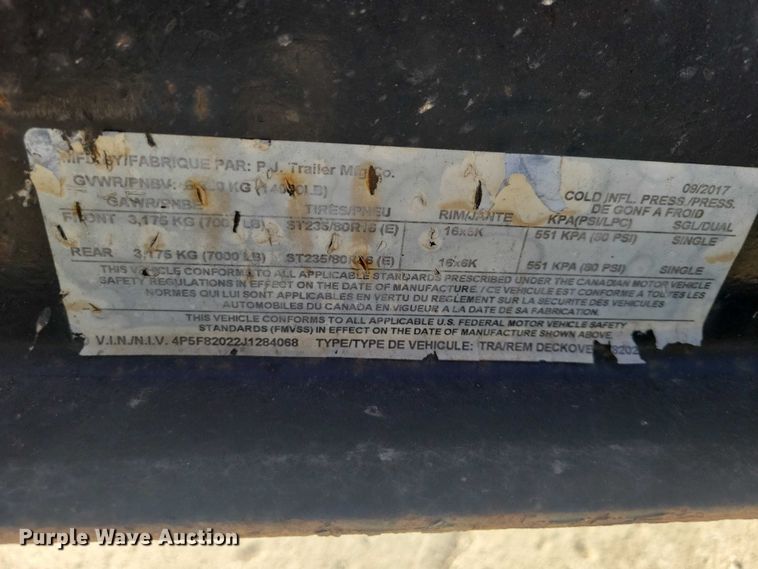 MFD. BY/FABRIQUE PAR: P.J. Trailer Mfg. Co.
09/2017
GVWR/PNBV: KG LB)
COLD INFL. PRESS/PRESS.
DE GONF A FROID
GAWR/PNBE TIRES/PNEU RIM/JANTE KPA(PSI/LPC) SGL/DUAL
FRONT 3,175 KG (7000 LB) ST235/80R16 (E) 16x6K 551 KPA (80 PSI) SINGLE
REAR 3,175 KG (7000 LB) ST235/80R16 (E) 16x6K 551 KPA (80 PSI) SINGLE
THIS VEHICLE CONFORMS TO ALL APPLICABLE STANDARDS PRESCRIBED UNDER THE CANADIAN MOTOR VEHICLE
SAFETY REGULATIONS IN EFFECT ON THE DATE OF MANUFACTURE. / CE VEHICULE EST CONFORME A TOUTES LES
NORMES QUI LUI SONT APPLICABLES EN VERTU DU REGLEMENT SUR LA SECURITE DES VEHICULES
AUTOMOBILES DU CANADA EN VIGUEUR A LA DATE DE SA FABRICATION.
THIS VEHICLE CONFORMS TO ALL APPLICABLE U.S. FEDERAL MOTOR VEHICLE SAFETY
STANDARDS (FMVSS) IN EFFECT ON THE DATE OF MANUFACTURE SHOWN ABOVE.
V.I.N./N.I.V. 4P5F82022J1284068 TYPE/TYPE DE VEHICULE: TRA/REM DECKOVE
Purple Wave Auction